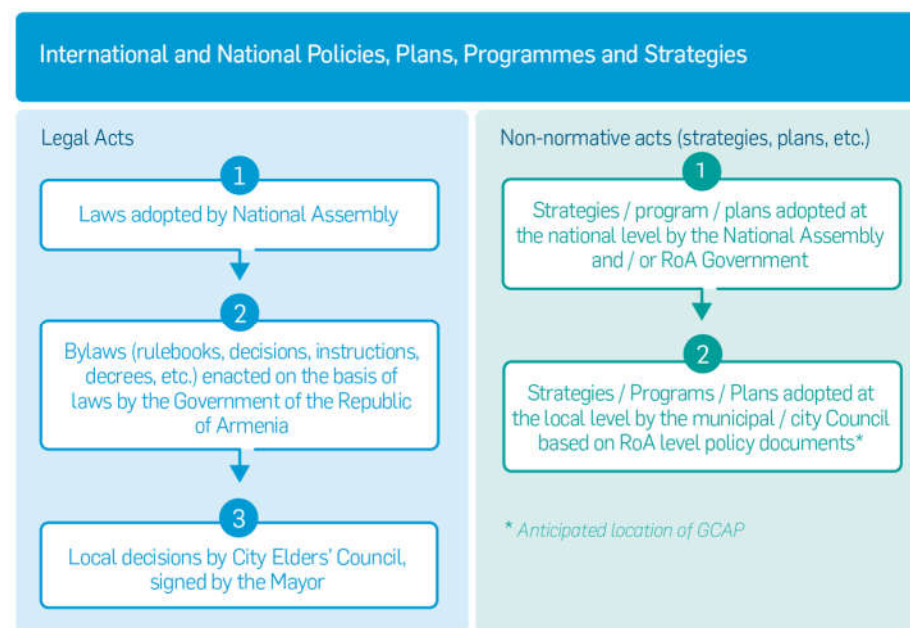 International and National Policies, Plans, Programmes and Strategies
Legal Acts
1
Laws adopted by National Assembly
2
Bylaws (rulebooks, decisions, instructions,
decrees, etc.) enacted on the basis of
laws by the Government of the Republic
of Armenia
3
Local decisions by City Elders’ Council,
signed by the Mayor
Non-normative acts (strategies, plans, etc.)
1
Strategies / program / plans adopted at
the national level by the National Assembly
and / or RoA Government
2
Strategies / Programs / Plans adopted at
the local level by the municipal / city Council
based on RoA level policy documents*
* Anticipated location of GCAP